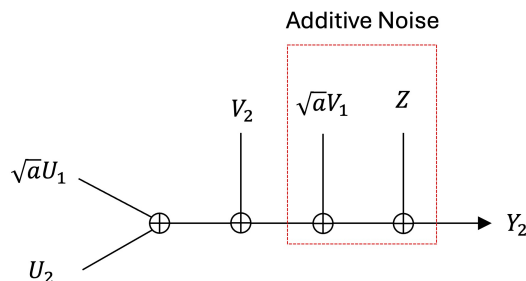 Additive Noise
V₂
√aV₁
Z
√aU₁
Y₂
U₂